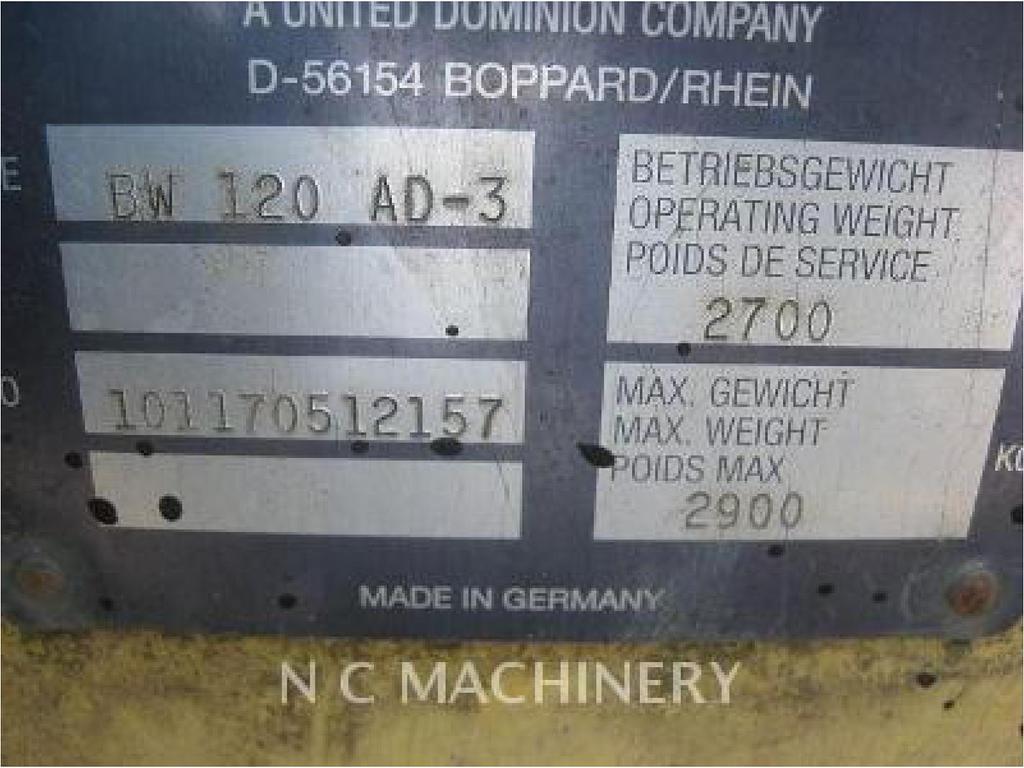 A UNITED DOMINION COMPANY
D-56154 BOPPARD/RHEIN
E
BW 120 AD-3
BETRIEBSGEWICHT
OPERATING WEIGHT
POIDS DE SERVICE
2700
O
101170512157
MAX. GEWICHT
MAX. WEIGHT
POIDS MAX
2900
MADE IN GERMANY
N C MACHINERY